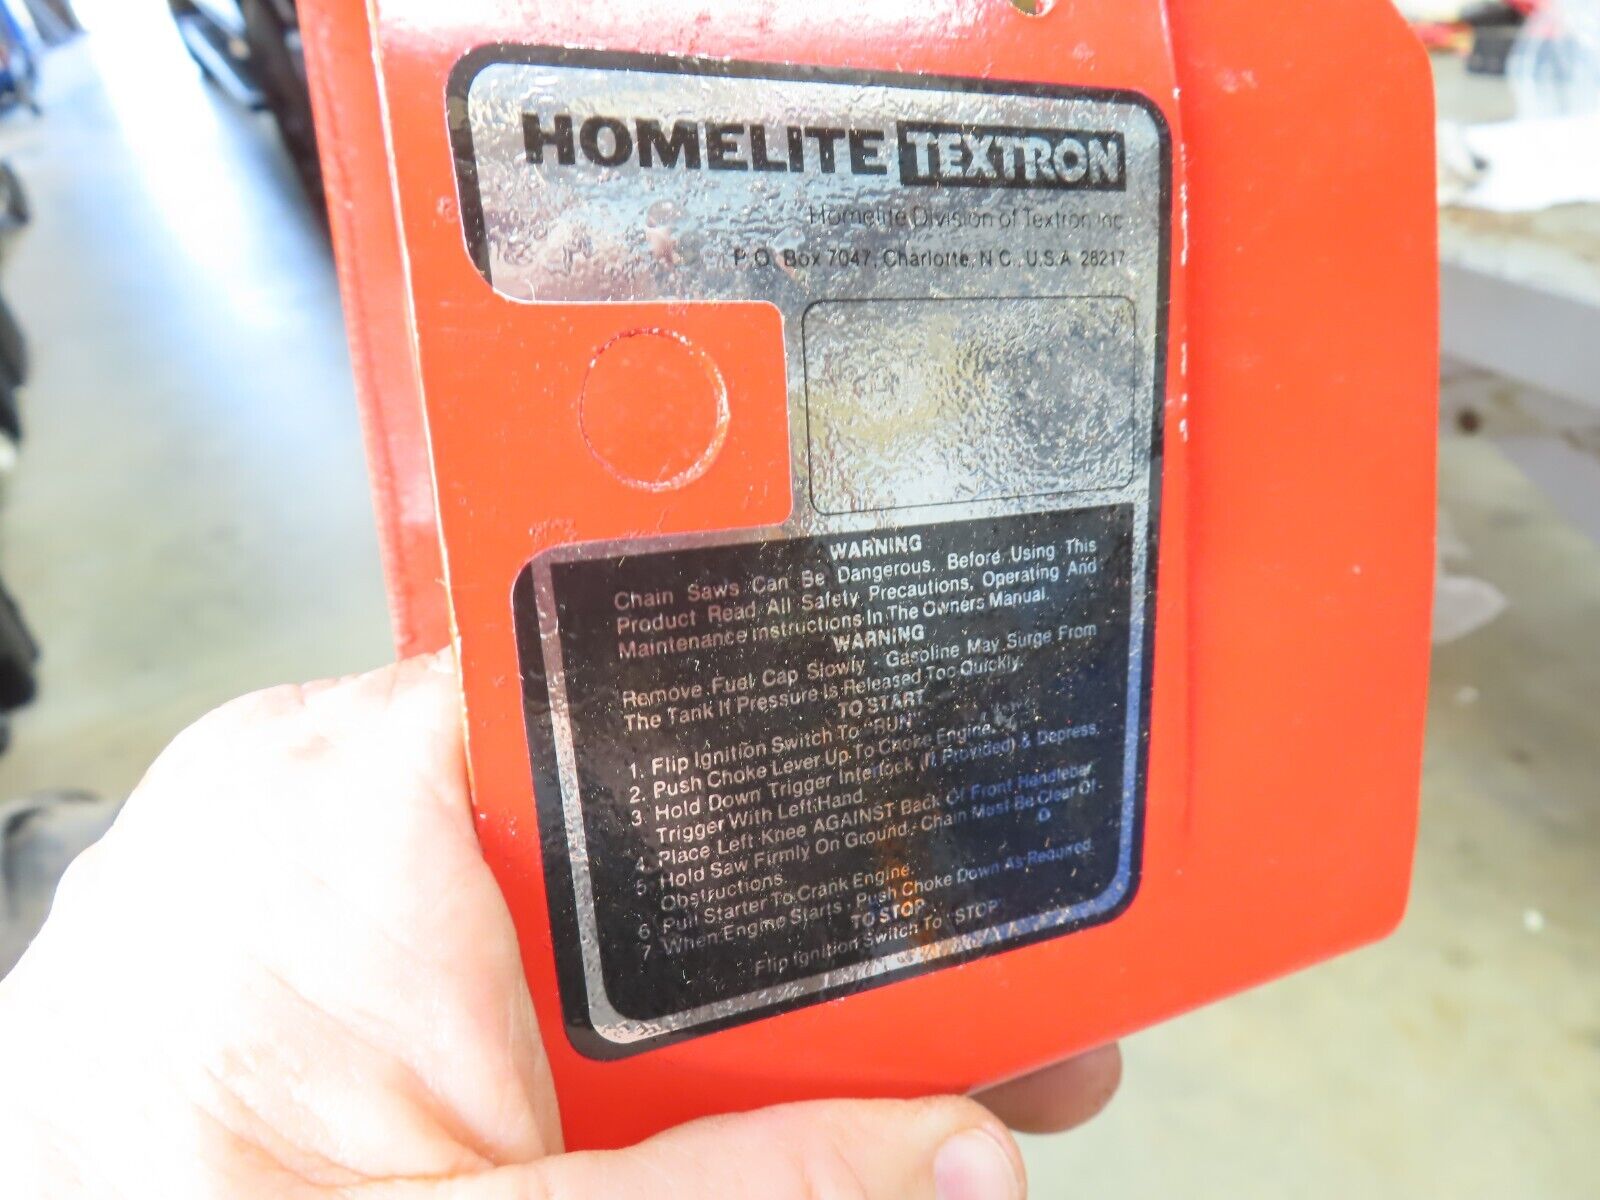 HOMELITE TEXTRON
Homelite Division of Textron Inc
P.O. Box 7047, Charlotte, N.C., U.S.A. 28217
WARNING
Chain Saws Can Be Dangerous. Before Using This
Product Read All Safety Precautions, Operating And
Maintenance Instructions In The Owners Manual.
WARNING
Remove Fuel Cap Slowly - Gasoline May Surge From
The Tank If Pressure Is Released Too Quickly.
TO START
1. Flip Ignition Switch To "RUN"
2. Push Choke Lever Up To Choke Engine.
3. Hold Down Trigger Interlock (If Provided) & Depress
Trigger With Left Hand.
4. Place Left Knee AGAINST Back Of Front Handlebar
5. Hold Saw Firmly On Ground. Chain Must Be Clear Of
Obstructions.
6. Pull Starter To Crank Engine.
7. When Engine Starts - Push Choke Down As Required.
TO STOP
Flip Ignition Switch To "STOP"